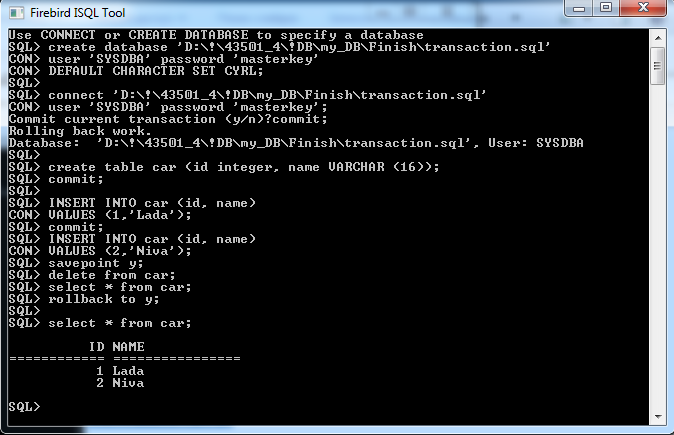 Firebird ISQL Tool
Use CONNECT or CREATE DATABASE to specify a database
SQL> create database 'D:\!\43501_4\!DB\my_DB\Finish\transaction.sql'
CON> user 'SYSDBA' password 'masterkey'
CON> DEFAULT CHARACTER SET CYRL;
SQL>
SQL> connect 'D:\!\43501_4\!DB\my_DB\Finish\transaction.sql'
CON> user 'SYSDBA' password 'masterkey';
Commit current transaction (y/n)?commit;
Rolling back work.
Database:  'D:\!\43501_4\!DB\my_DB\Finish\transaction.sql', User: SYSDBA
SQL>
SQL> create table car (id integer, name VARCHAR (16));
SQL> commit;
SQL>
SQL> INSERT INTO car (id, name)
CON> VALUES (1,'Lada');
SQL> commit;
SQL> INSERT INTO car (id, name)
CON> VALUES (2,'Niva');
SQL> savepoint y;
SQL> delete from car;
SQL> select * from car;
SQL> rollback to y;
SQL>
SQL> select * from car;
ID NAME
============ ================
1 Lada
2 Niva
SQL>